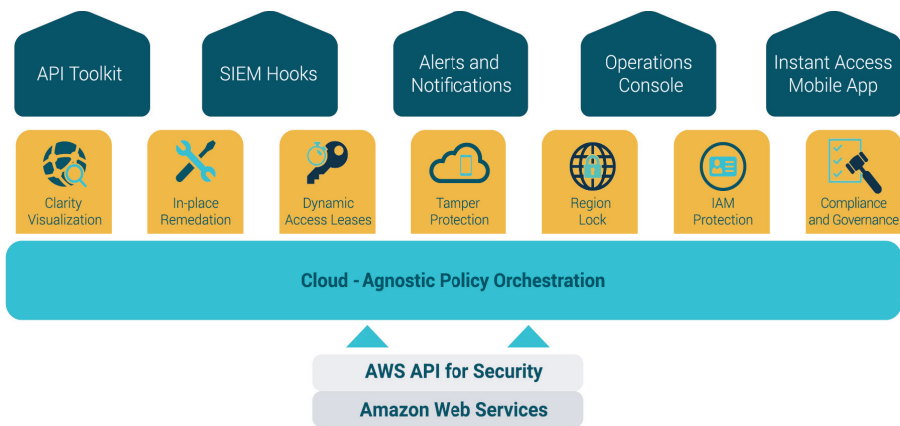 API Toolkit
SIEM Hooks
Alerts and
Notifications
Operations
Console
Instant Access
Mobile App
Clarity
Visualization
In-place
Remedation
Dynamic
Access Leases
Tamper
Protection
Region
Lock
IAM
Protection
Compliance
and Governance
Cloud - Agnostic Policy Orchestration
AWS API for Security
Amazon Web Services